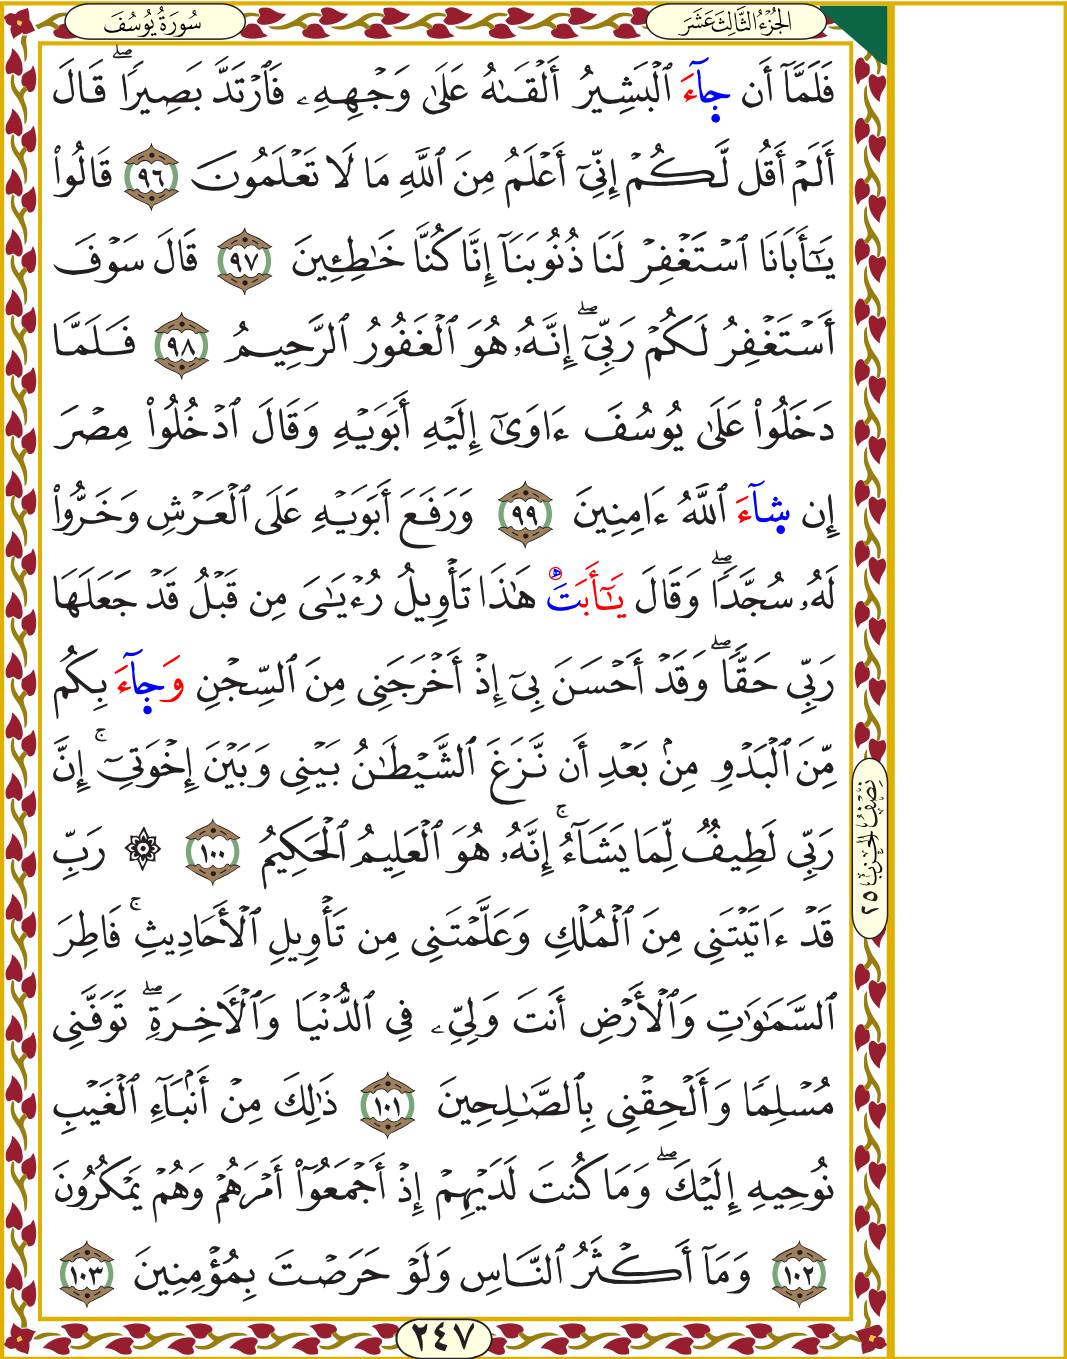 سُورَةُ يُوسُفَ
الجُزْءُ الثَّالِثَ عَشَرَ
فَلَمَّآ أَن جَآءَ ٱلْبَشِيرُ أَلْقَىٰهُ عَلَىٰ وَجْهِهِۦ فَٱرْتَدَّ بَصِيرًاۖ قَالَ
أَلَمْ أَقُل لَّكُمْ إِنِّىٓ أَعْلَمُ مِنَ ٱللَّهِ مَا لَا تَعْلَمُونَ ٩٦ قَالُوا۟
يَـٰٓأَبَانَا ٱسْتَغْفِرْ لَنَا ذُنُوبَنَآ إِنَّا كُنَّا خَـٰطِـِٔينَ ٩٧ قَالَ سَوْفَ
أَسْتَغْفِرُ لَكُمْ رَبِّىٓۖ إِنَّهُۥ هُوَ ٱلْغَفُورُ ٱلرَّحِيمُ ٩٨ فَلَمَّا
دَخَلُوا۟ عَلَىٰ يُوسُفَ ءَاوَىٰٓ إِلَيْهِ أَبَوَيْهِ وَقَالَ ٱدْخُلُوا۟ مِصْرَ
إِن شَآءَ ٱللَّهُ ءَامِنِينَ ٩٩ وَرَفَعَ أَبَوَيْهِ عَلَى ٱلْعَرْشِ وَخَرُّوا۟
لَهُۥ سُجَّدًاۖ وَقَالَ يَـٰٓأَبَتِ هَـٰذَا تَأْوِيلُ رُءْيَـٰىَ مِن قَبْلُ قَدْ جَعَلَهَا
رَبِّى حَقًّاۖ وَقَدْ أَحْسَنَ بِىٓ إِذْ أَخْرَجَنِى مِنَ ٱلسِّجْنِ وَجَآءَ بِكُم
مِّنَ ٱلْبَدْوِ مِنۢ بَعْدِ أَن نَّزَغَ ٱلشَّيْطَـٰنُ بَيْنِى وَبَيْنَ إِخْوَتِىٓۚ إِنَّ
رَبِّى لَطِيفٌ لِّمَا يَشَآءُۚ إِنَّهُۥ هُوَ ٱلْعَلِيمُ ٱلْحَكِيمُ ١٠٠ ۞ رَبِّ
قَدْ ءَاتَيْتَنِى مِنَ ٱلْمُلْكِ وَعَلَّمْتَنِى مِن تَأْوِيلِ ٱلْأَحَادِيثِۚ فَاطِرَ
ٱلسَّمَـٰوَٰتِ وَٱلْأَرْضِ أَنتَ وَلِىِّۦ فِى ٱلدُّنْيَا وَٱلْـَٔاخِرَةِۖ تَوَفَّنِى
مُسْلِمًا وَأَلْحِقْنِى بِٱلصَّـٰلِحِينَ ١٠١ ذَٰلِكَ مِنْ أَنۢبَآءِ ٱلْغَيْبِ
نُوحِيهِ إِلَيْكَۖ وَمَا كُنتَ لَدَيْهِمْ إِذْ أَجْمَعُوٓا۟ أَمْرَهُمْ وَهُمْ يَمْكُرُونَ
١٠٢ وَمَآ أَكْثَرُ ٱلنَّاسِ وَلَوْ حَرَصْتَ بِمُؤْمِنِينَ ١٠٣
نِصْفُ الحِزْبِ ٢٥
٢٤٧